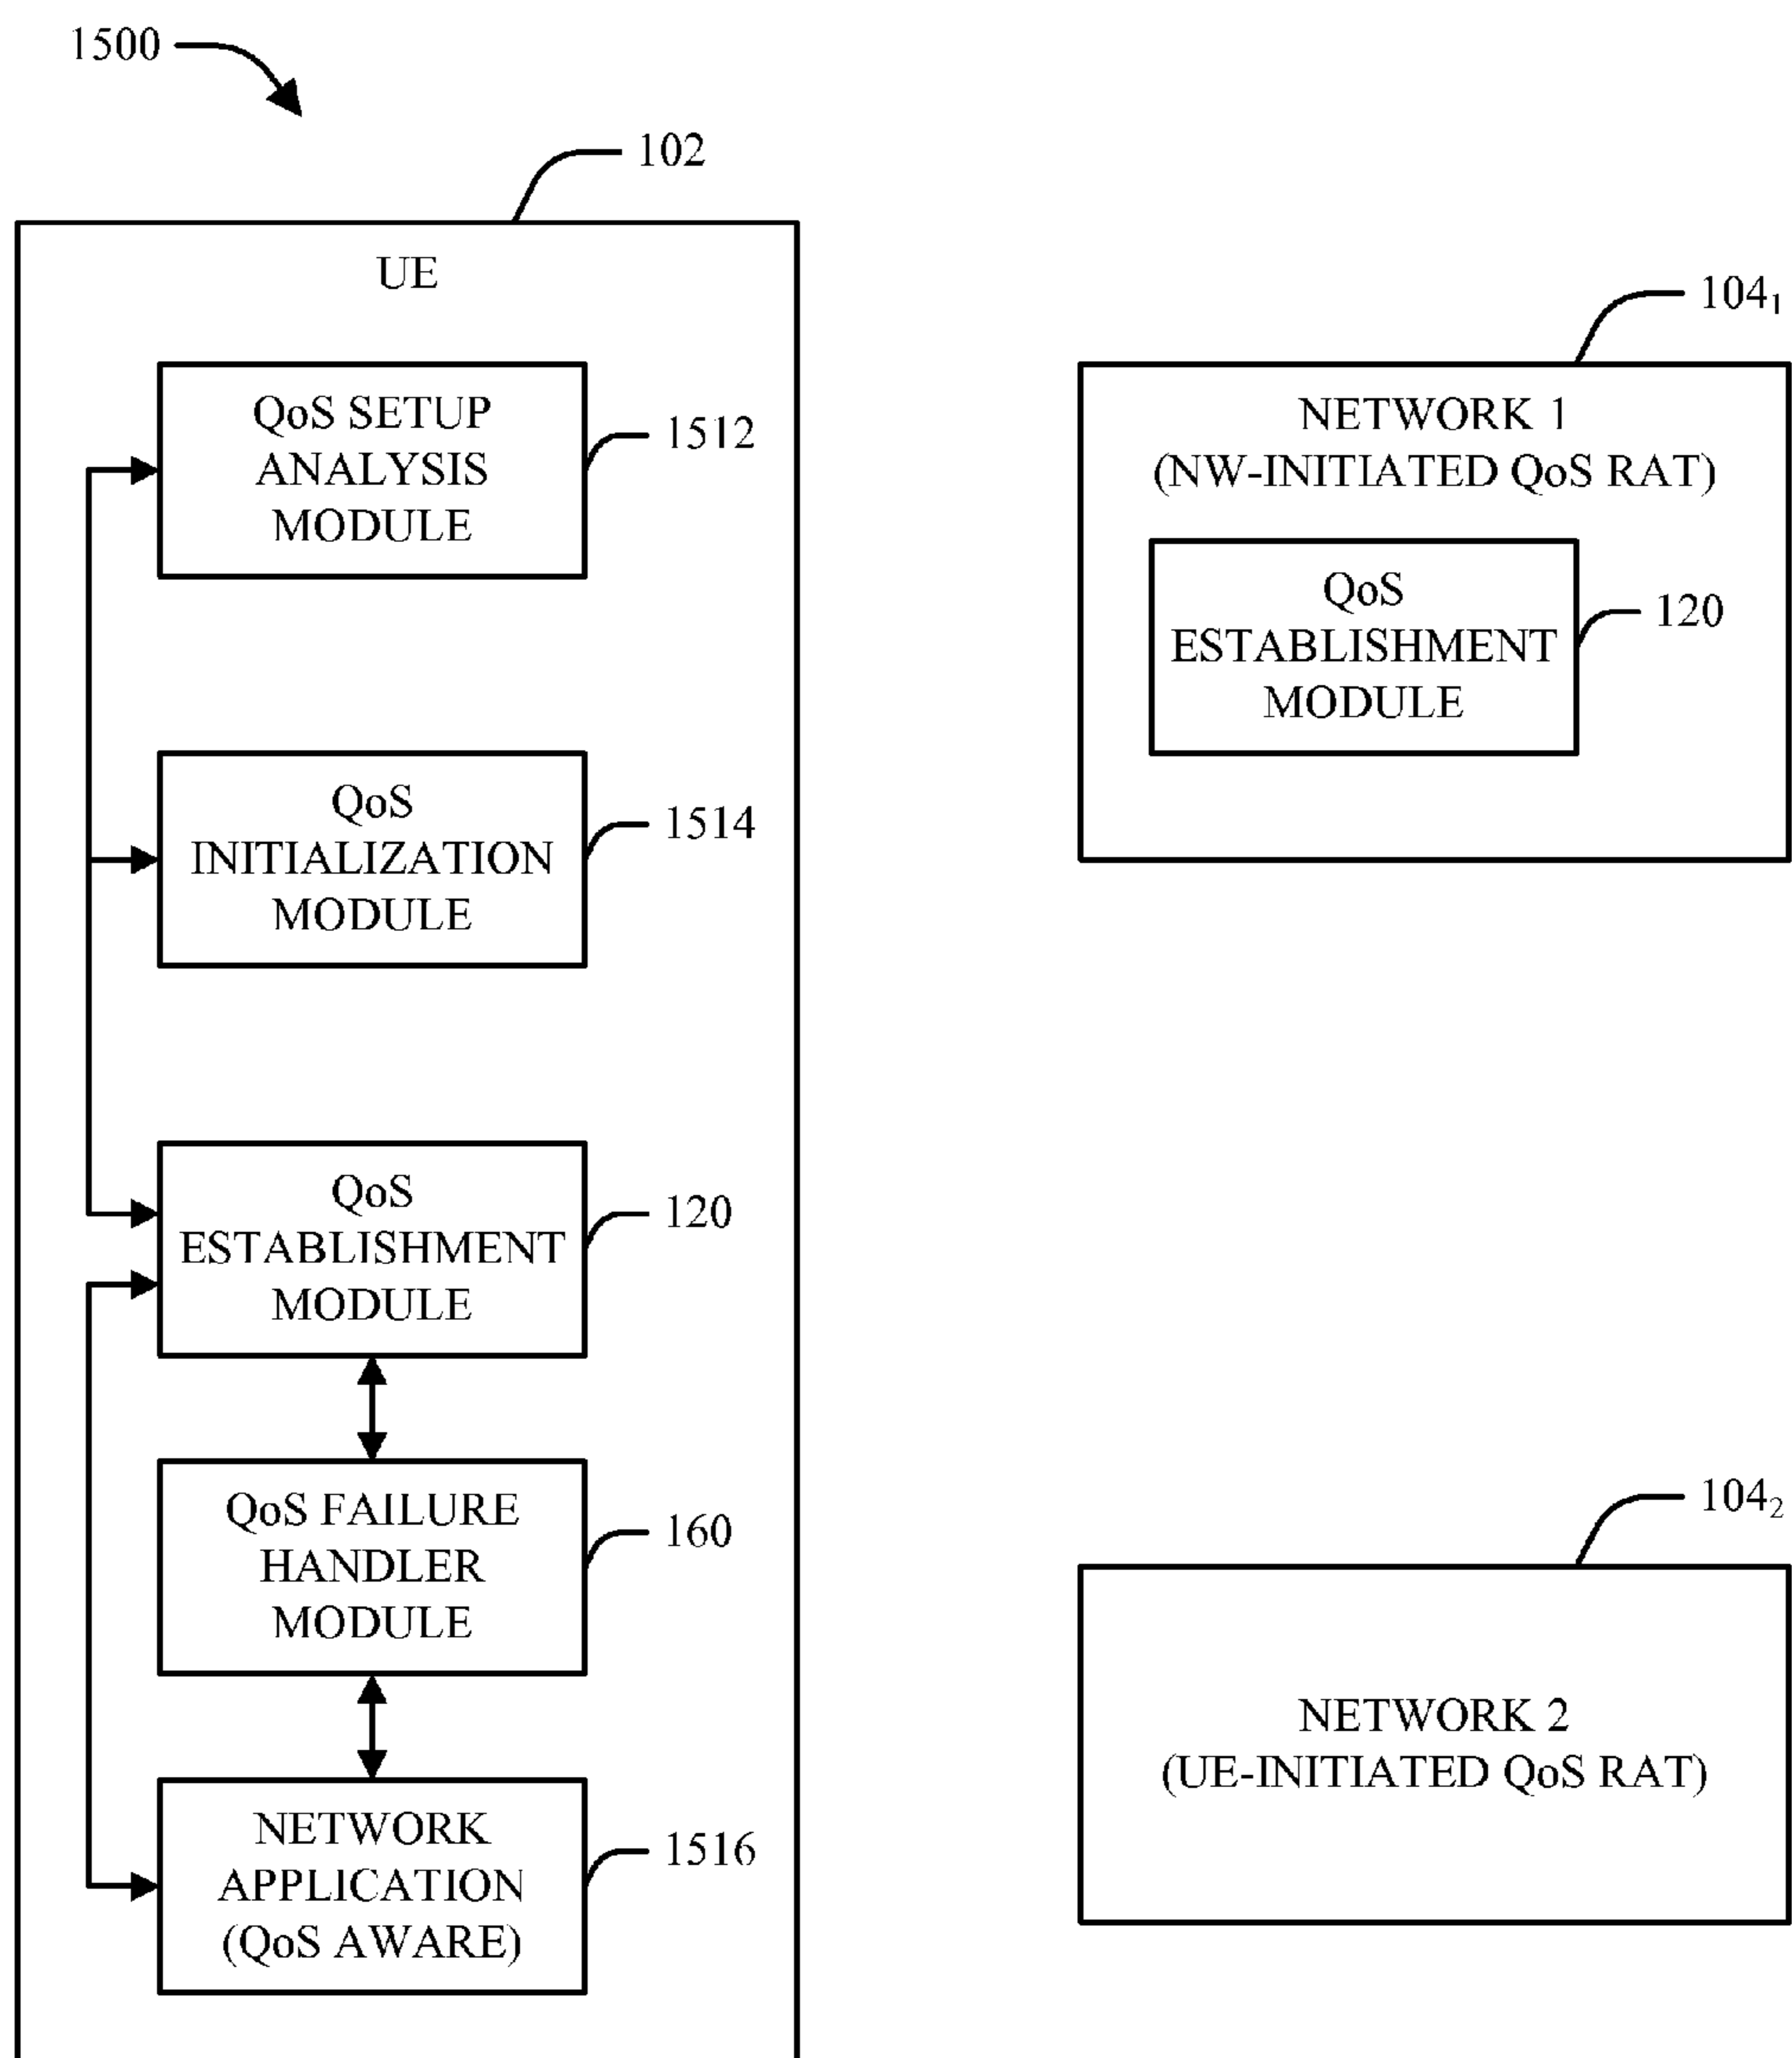 1500
102
UE
QoS SETUP
ANALYSIS
MODULE
1512
QoS
INITIALIZATION
MODULE
1514
QoS
ESTABLISHMENT
MODULE
120
QoS FAILURE
HANDLER
MODULE
160
NETWORK
APPLICATION
(QoS AWARE)
1516
104₁
NETWORK 1
(NW-INITIATED QoS RAT)
QoS
ESTABLISHMENT
MODULE
120
104₂
NETWORK 2
(UE-INITIATED QoS RAT)